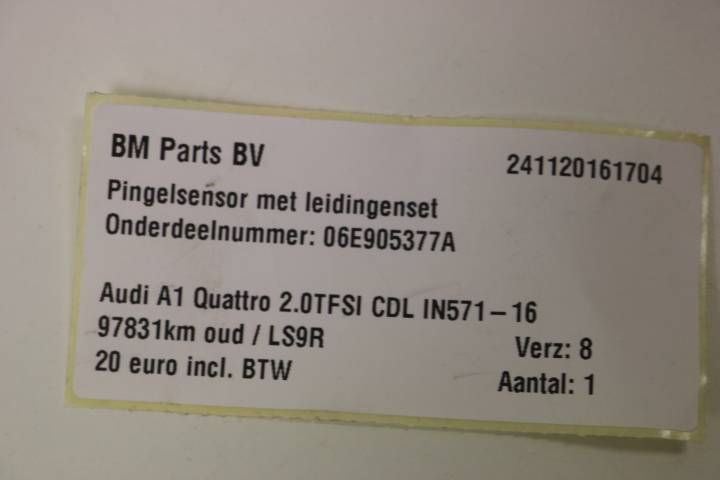 BM Parts BV 241120161704
Pingelsensor met leidingenset
Onderdeelnummer: 06E905377A
Audi A1 Quattro 2.0TFSI CDL IN571-16
97831km oud / LS9R Verz: 8
20 euro incl. BTW Aantal: 1